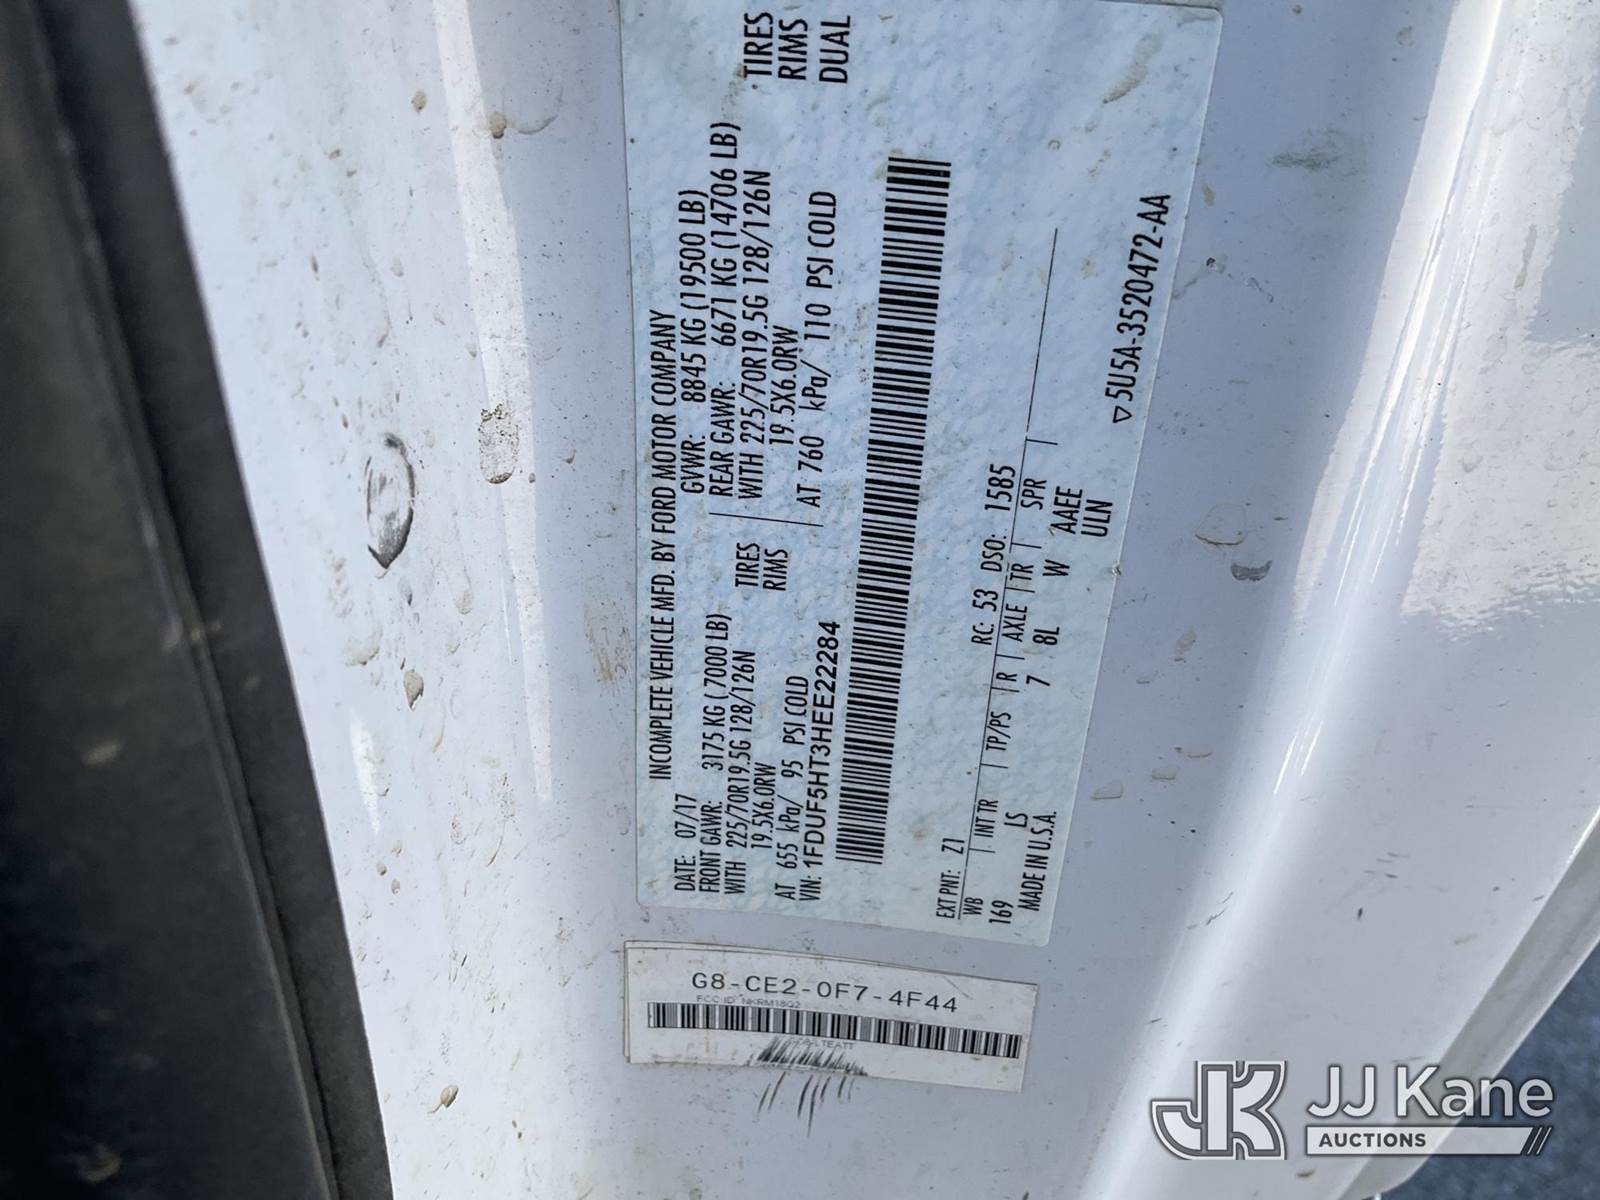 INCOMPLETE VEHICLE MFD. BY FORD MOTOR COMPANY
DATE: 07/17 GVWR: 8845 KG (19500 LB)
FRONT GAWR: 3175 KG (7000 LB) REAR GAWR: 6671 KG (14706 LB)
WITH 225/70R19.5G 128/126N TIRES WITH 225/70R19.5G 128/126N TIRES
19.5X6.0RW RIMS 19.5X6.0RW RIMS
AT 655 kPa/ 95 PSI COLD AT 760 kPa/ 110 PSI COLD DUAL
VIN: 1FDUF5HT3HEE22284
EXT PNT: Z1 RC: 53 DSO: 1585
WB INT TR TP/PS R AXLE TR SPR
169 LS 7 8L W AAEE
MADE IN U.S.A. ULN
▽5U5A-3520472-AA
G8-CE2-0F7-4F44
FCC ID NKRM18Q2
JJ Kane
AUCTIONS